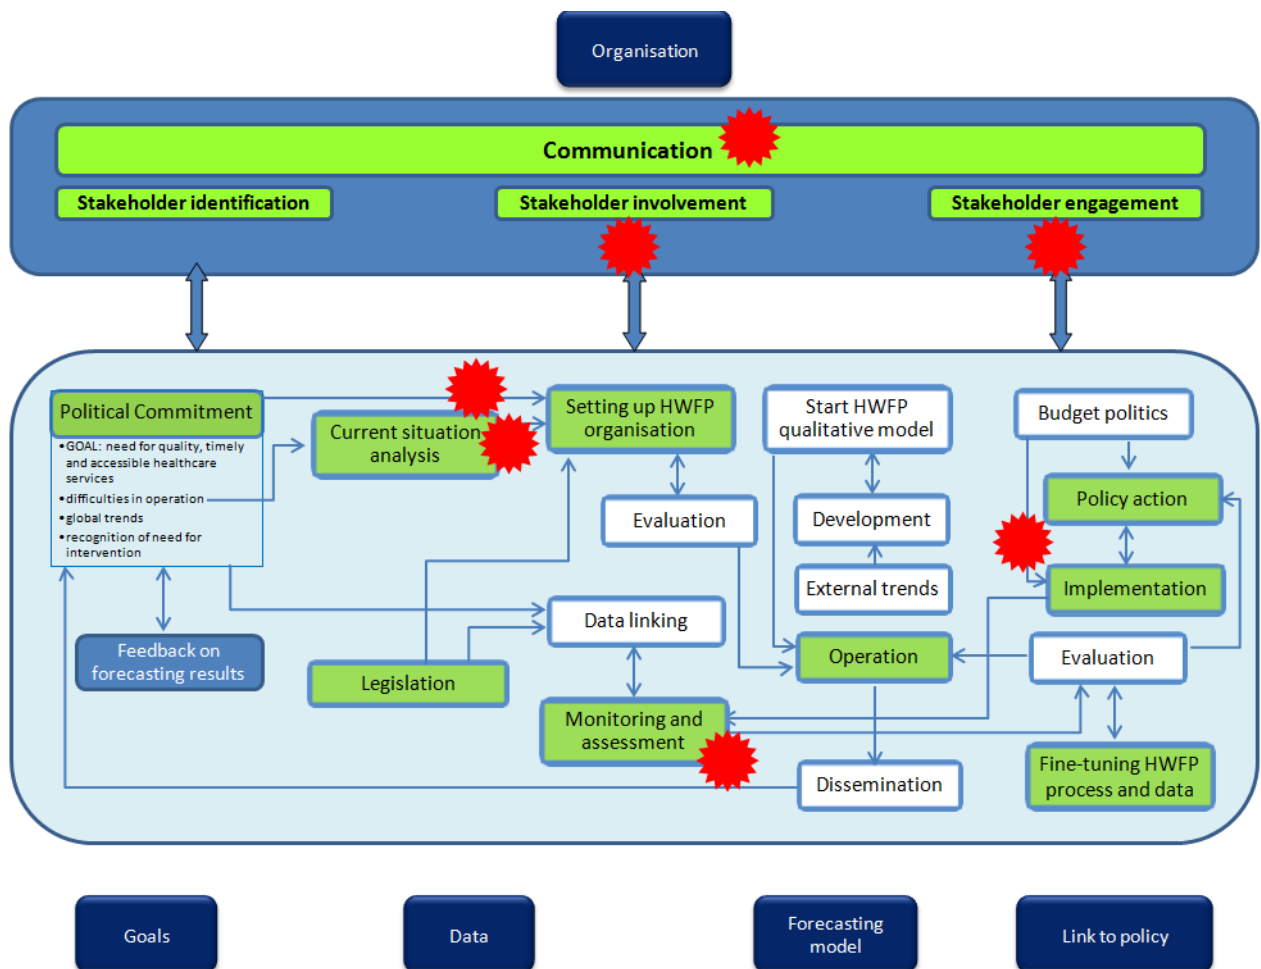 Organisation
Communication
Stakeholder identification
Stakeholder involvement
Stakeholder engagement
Political Commitment
•GOAL: need for quality, timely
and accessible healthcare
services
•difficulties in operation
•global trends
•recognition of need for
intervention
Feedback on
forecasting results
Current situation
analysis
Legislation
Setting up HWFP
organisation
Evaluation
Data linking
Monitoring and
assessment
Start HWFP
qualitative model
Development
External trends
Operation
Dissemination
Budget politics
Policy action
Implementation
Evaluation
Fine-tuning HWFP
process and data
Goals
Data
Forecasting
model
Link to policy